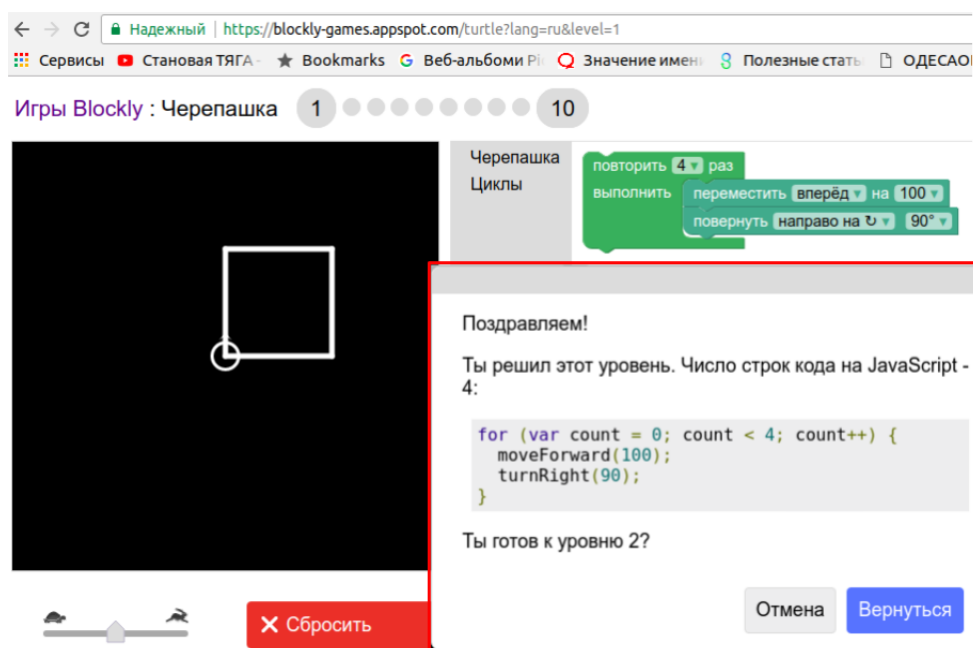 Надежный | https://blockly-games.appspot.com/turtle?lang=ru&level=1
Сервисы Становая ТЯГА - Bookmarks Веб-альбоми Значение имен Полезные стать ОДЕСАО
Игры Blockly : Черепашка 1 10
Черепашка
Циклы
повторить 4 раз
выполнить переместить вперёд на 100
повернуть направо на ↻ 90°
Поздравляем!
Ты решил этот уровень. Число строк кода на JavaScript -
4:
for (var count = 0; count < 4; count++) {
moveForward(100);
turnRight(90);
}
Ты готов к уровню 2?
Отмена Вернуться
Сбросить